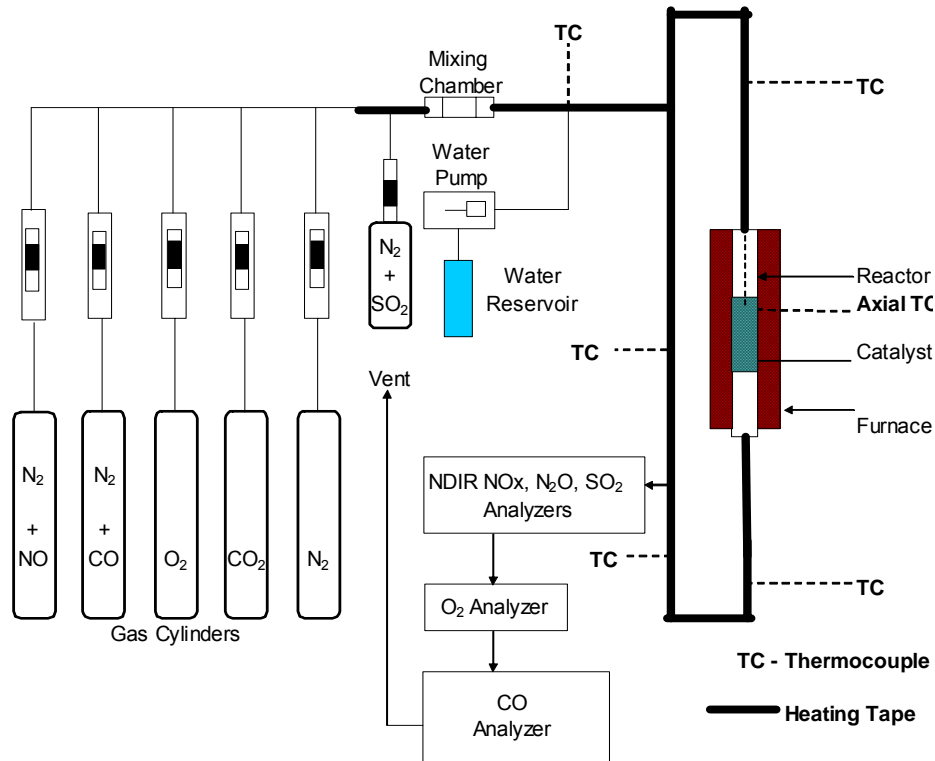 TC
Mixing
Chamber
TC
Water
Pump
N2
+
SO2
Water
Reservoir
Reactor
Axial TC
TC
Catalyst
Vent
Furnace
NDIR NOx, N2O, SO2
Analyzers
N2
+
NO
N2
+
CO
O2
CO2
N2
TC
TC
O2 Analyzer
Gas Cylinders
TC - Thermocouple
CO
Analyzer
Heating Tape